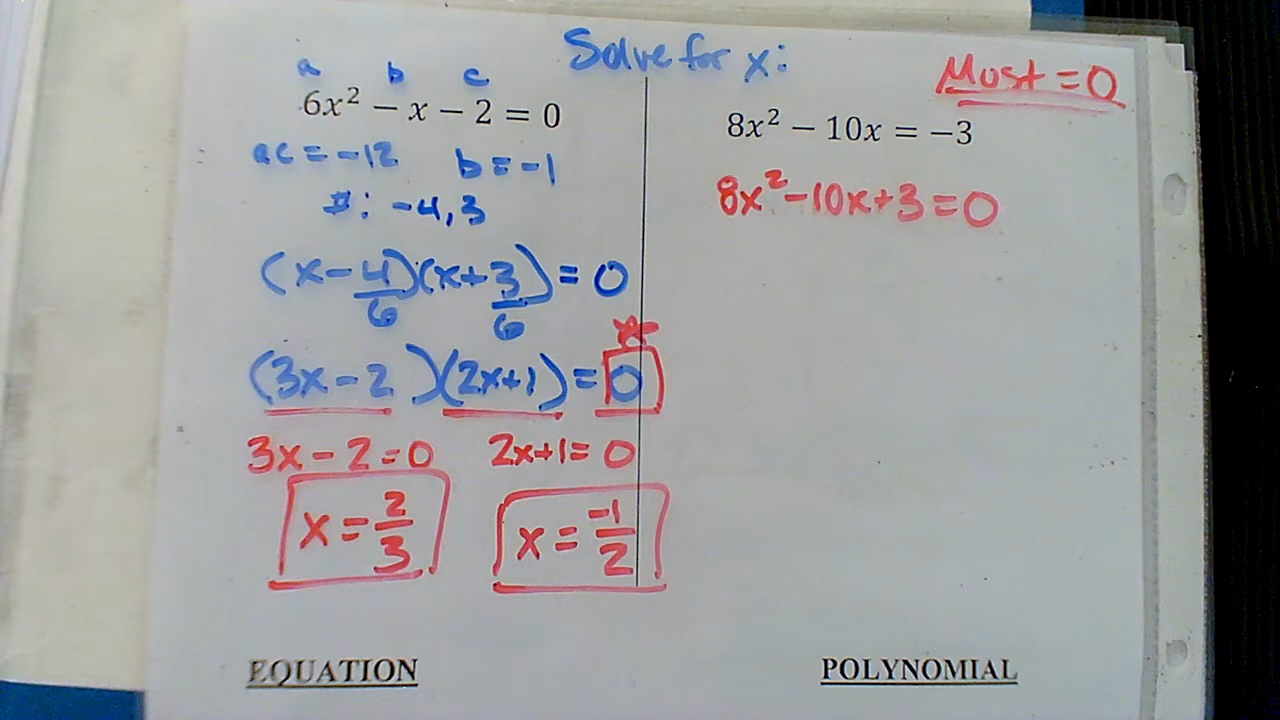 Solve for x:
a b c
6x² − x − 2 = 0
ac = -12 b = -1
#: -4, 3
(x - 4/6)(x + 3/6) = 0
*
(3x - 2)(2x+1) = 0
3x - 2 = 0 2x+1 = 0
x = 2/3 x = -1/2
EQUATION
Must = 0
8x² − 10x = −3
8x² - 10x + 3 = 0
POLYNOMIAL